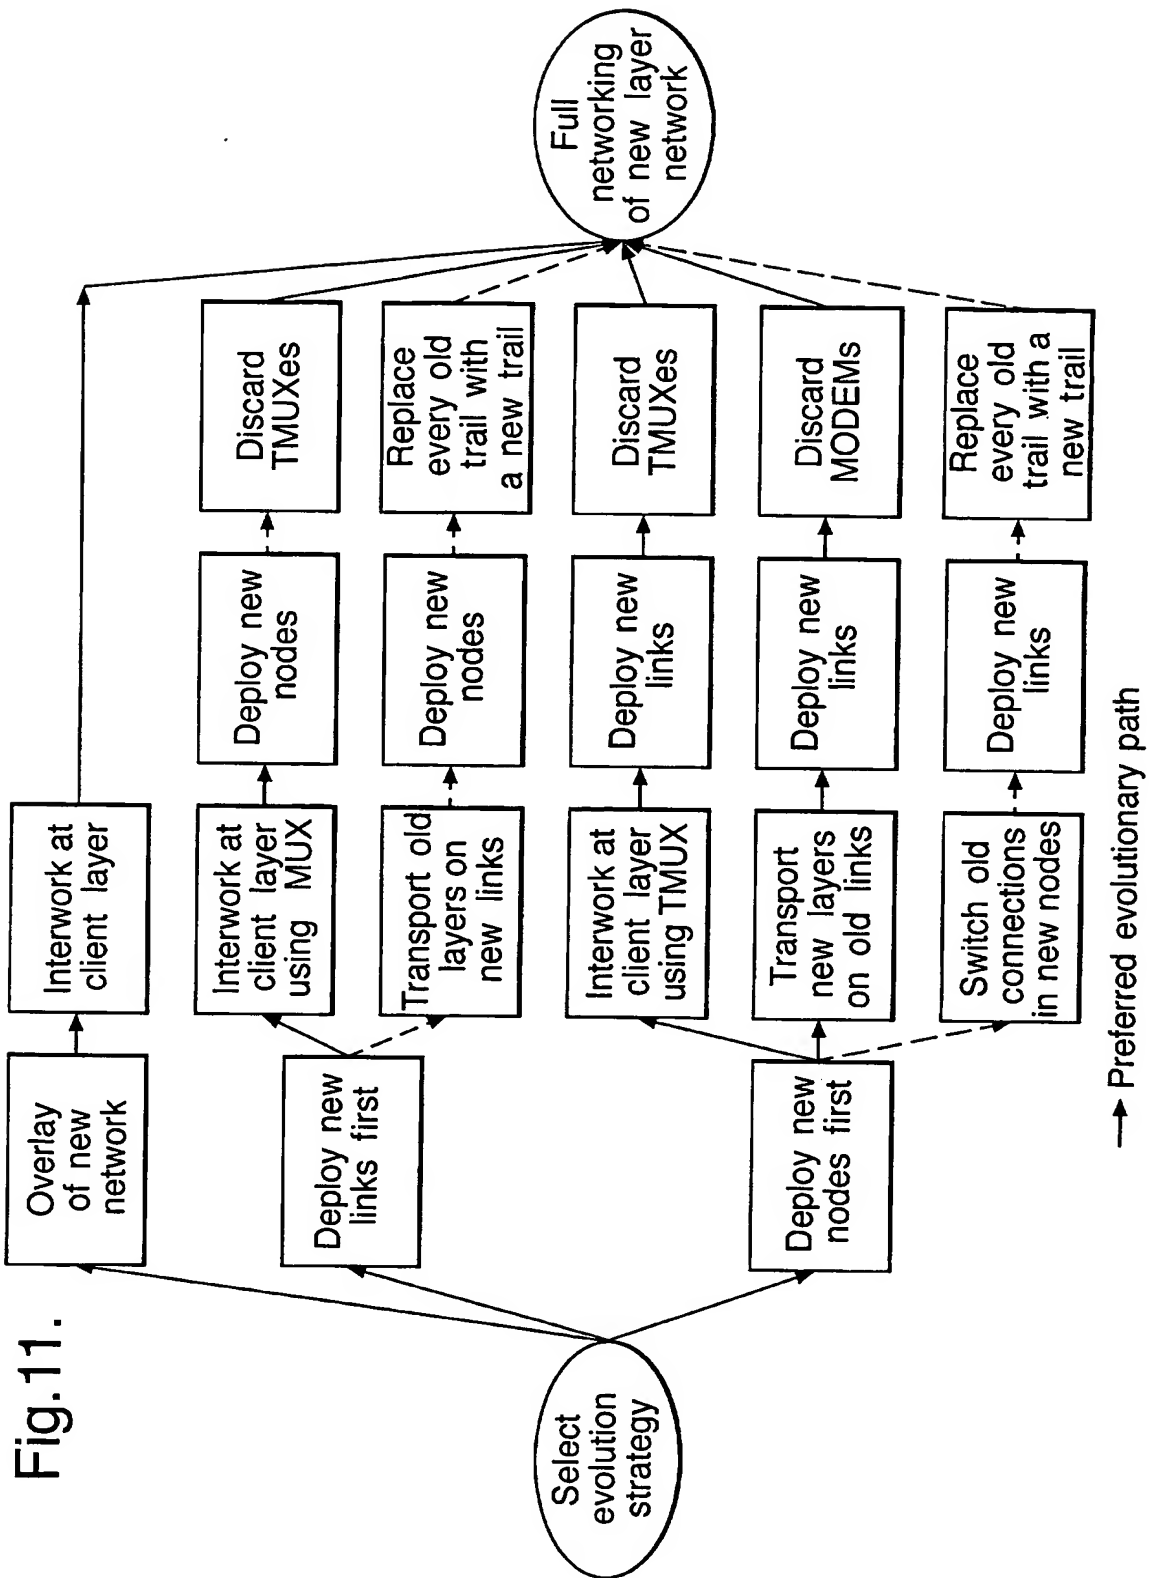 Fig.11.
Select
evolution
strategy
Overlay
of new
network
Interwork at
client layer
Deploy new
links first
Interwork at
client layer
using MUX
Deploy new
nodes
Discard
TMUXes
Transport old
layers on
new links
Deploy new
nodes
Replace
every old
trail with
a new trail
Deploy new
nodes first
Interwork at
client layer
using TMUX
Deploy new
links
Discard
TMUXes
Transport
new layers
on old links
Deploy new
links
Discard
MODEMs
Switch old
connections
in new nodes
Deploy new
links
Replace
every old
trail with a
new trail
Full
networking
of new layer
network
Preferred evolutionary path